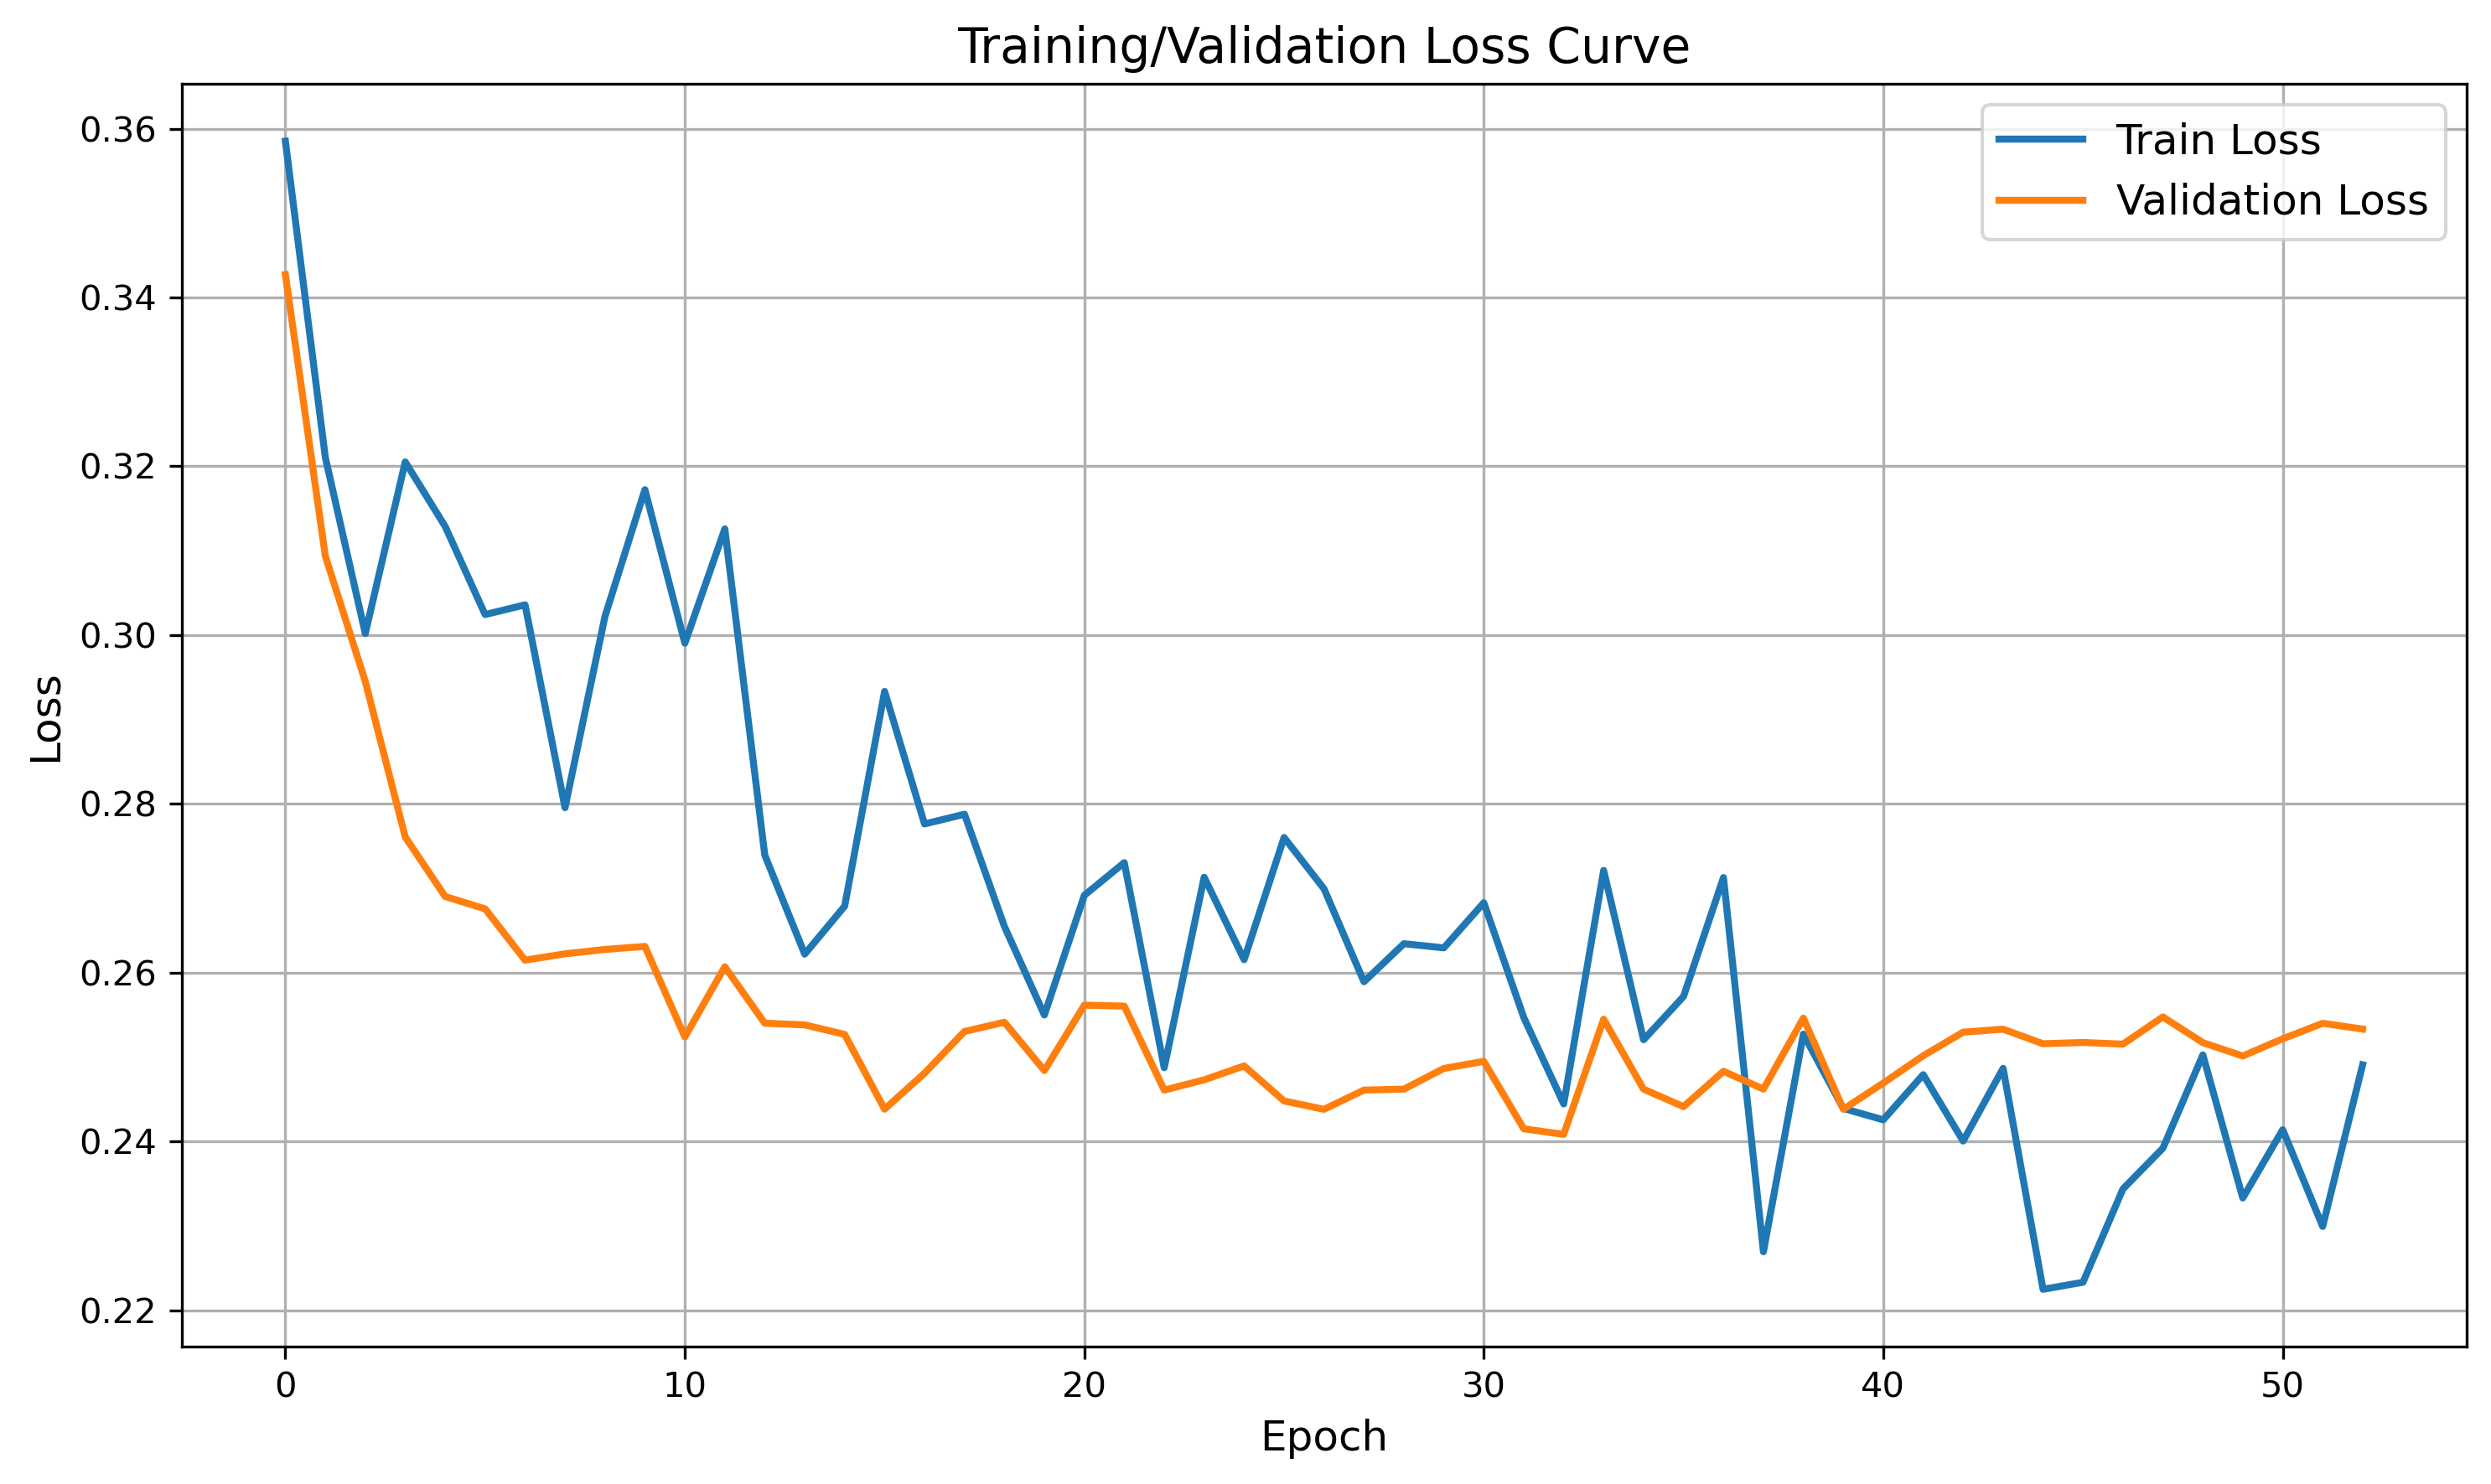 Training/Validation Loss Curve
Train Loss
Validation Loss
0.36
0.34
0.32
0.30
0.28
0.26
0.24
0.22
Loss
0 10 20 30 40 50
Epoch